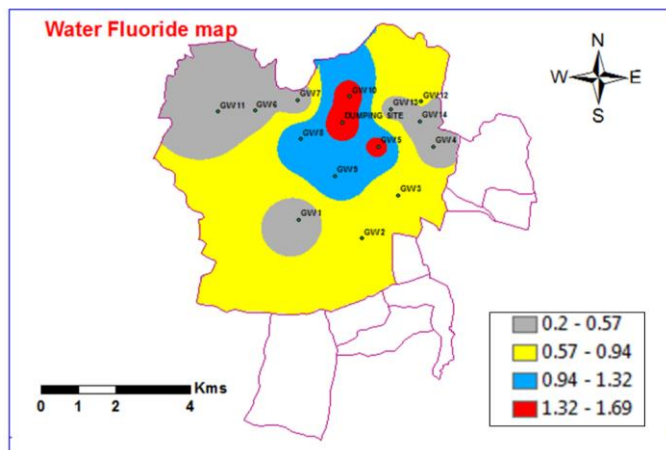 Water Fluoride map
N
W E
S
GW7
GW10
GW11
GW6
GW13
GW12
DUMPING SITE
GW14
GW8
GW5
GW4
GW9
GW3
GW1
GW2
0.2 - 0.57
0.57 - 0.94
0.94 - 1.32
1.32 - 1.69
Kms
0 1 2 4